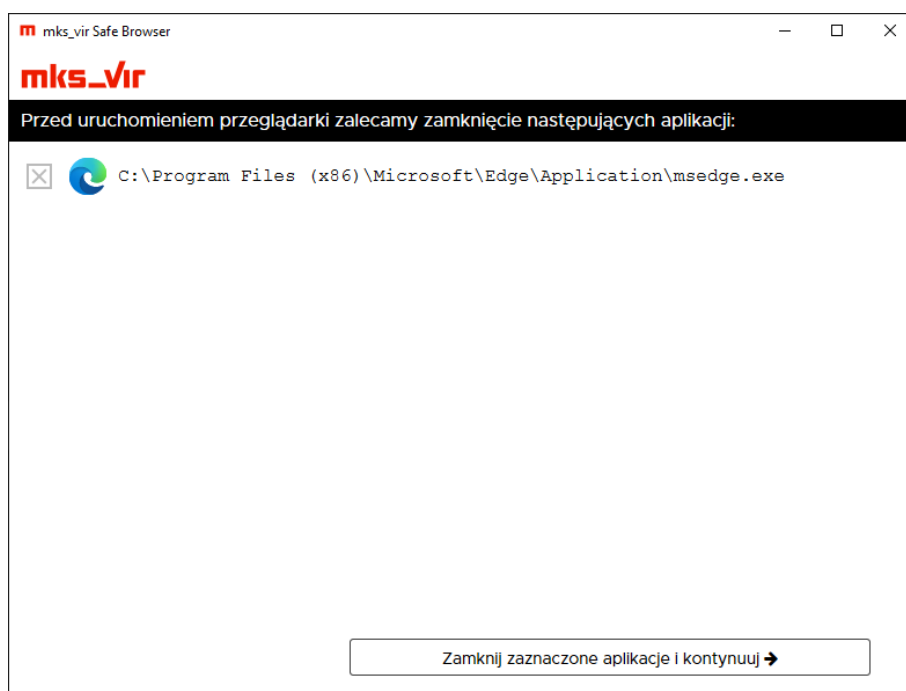 mks_vir Safe Browser
mks_vir
Przed uruchomieniem przeglądarki zalecamy zamknięcie następujących aplikacji:
C:\Program Files (x86)\Microsoft\Edge\Application\msedge.exe
Zamknij zaznaczone aplikacje i kontynuuj